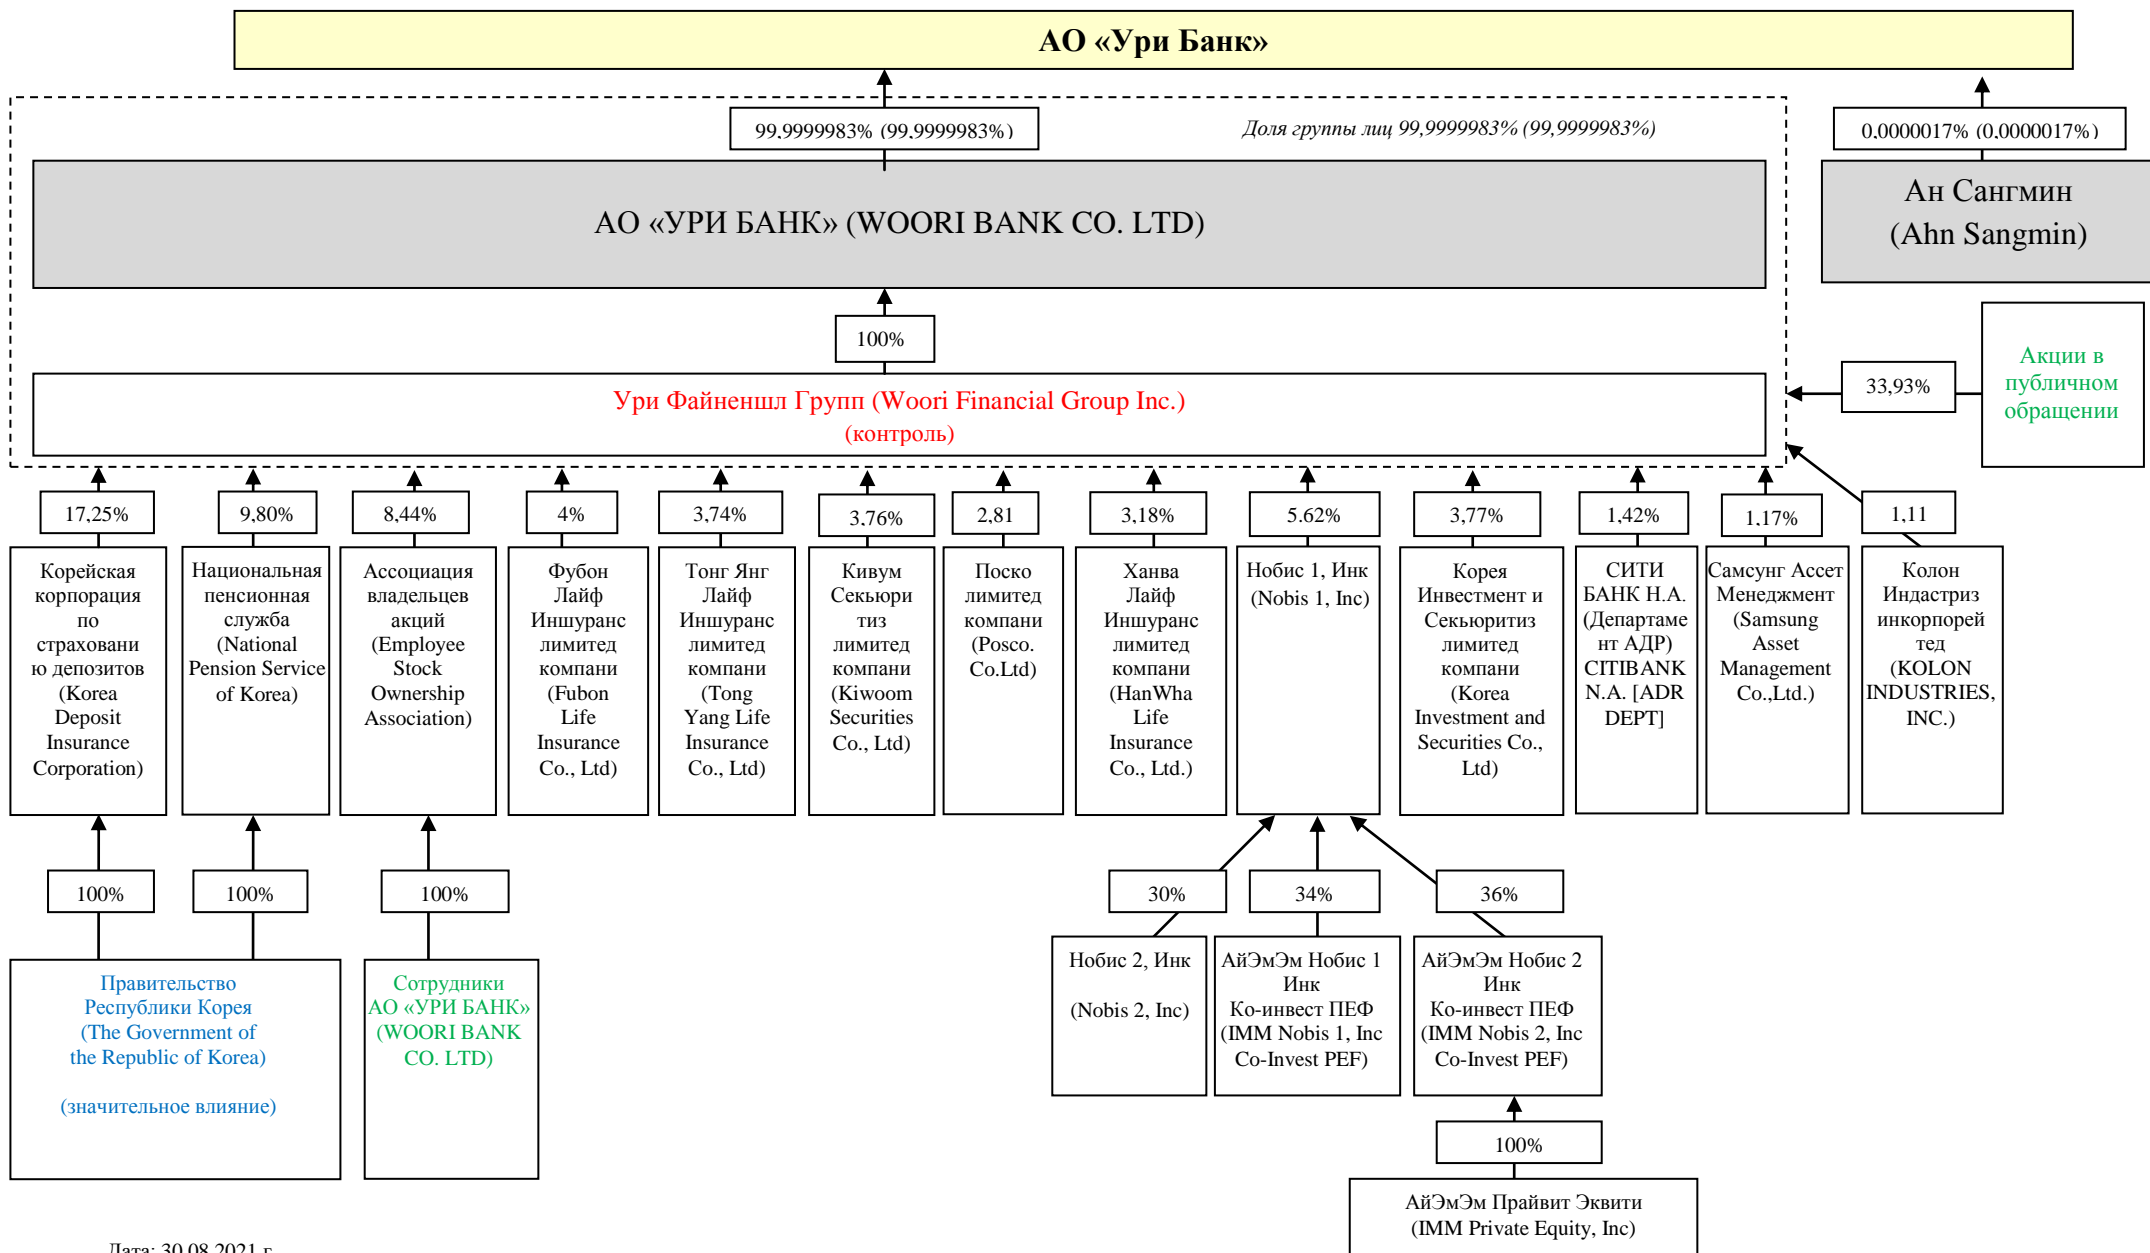 АО «Ури Банк»
99,9999983% (99,9999983%)
Доля группы лиц 99,9999983% (99,9999983%)
0,0000017% (0,0000017%)
АО «УРИ БАНК» (WOORI BANK CO. LTD)
Ан Сангмин
(Ahn Sangmin)
100%
Акции в
публичном
обращении
33,93%
Ури Файненшл Групп (Woori Financial Group Inc.)
(контроль)
17,25%
9,80%
8,44%
4%
3,74%
3,76%
2,81
3,18%
5.62%
3,77%
1,42%
1,17%
1,11
Корейская
корпорация
по
страховани
ю депозитов
(Korea
Deposit
Insurance
Corporation)
Национальная
пенсионная
служба
(National
Pension Service
of Korea)
Ассоциация
владельцев
акций
(Employee
Stock
Ownership
Association)
Фубон
Лайф
Иншуранс
лимитед
компани
(Fubon
Life
Insurance
Co., Ltd)
Тонг Янг
Лайф
Иншуранс
лимитед
компани
(Tong
Yang Life
Insurance
Co., Ltd)
Кивум
Секьюри
тиз
лимитед
компани
(Kiwoom
Securities
Co., Ltd)
Поско
лимитед
компани
(Posco.
Co.Ltd)
Ханва
Лайф
Иншуранс
лимитед
компани
(HanWha
Life
Insurance
Co., Ltd.)
Нобис 1, Инк
(Nobis 1, Inc)
Корея
Инвестмент и
Секьюритиз
лимитед
компани
(Korea
Investment and
Securities Co.,
Ltd)
СИТИ
БАНК Н.А.
(Департаме
нт АДР)
CITIBANK
N.A. [ADR
DEPT]
Самсунг Ассет
Менеджмент
(Samsung
Asset
Management
Co.,Ltd.)
Колон
Индастриз
инкорпорей
тед
(KOLON
INDUSTRIES,
INC.)
100%
100%
100%
30%
34%
36%
Правительство
Республики Корея
(The Government of
the Republic of Korea)
(значительное влияние)
Сотрудники
АО «УРИ БАНК»
(WOORI BANK
CO. LTD)
Нобис 2, Инк
(Nobis 2, Inc)
АйЭмЭм Нобис 1
Инк
Ко-инвест ПЕФ
(IMM Nobis 1, Inc
Co-Invest PEF)
АйЭмЭм Нобис 2
Инк
Ко-инвест ПЕФ
(IMM Nobis 2, Inc
Co-Invest PEF)
100%
АйЭмЭм Прайвит Эквити
(IMM Private Equity, Inc)
Дата: 30.08.2021 г.